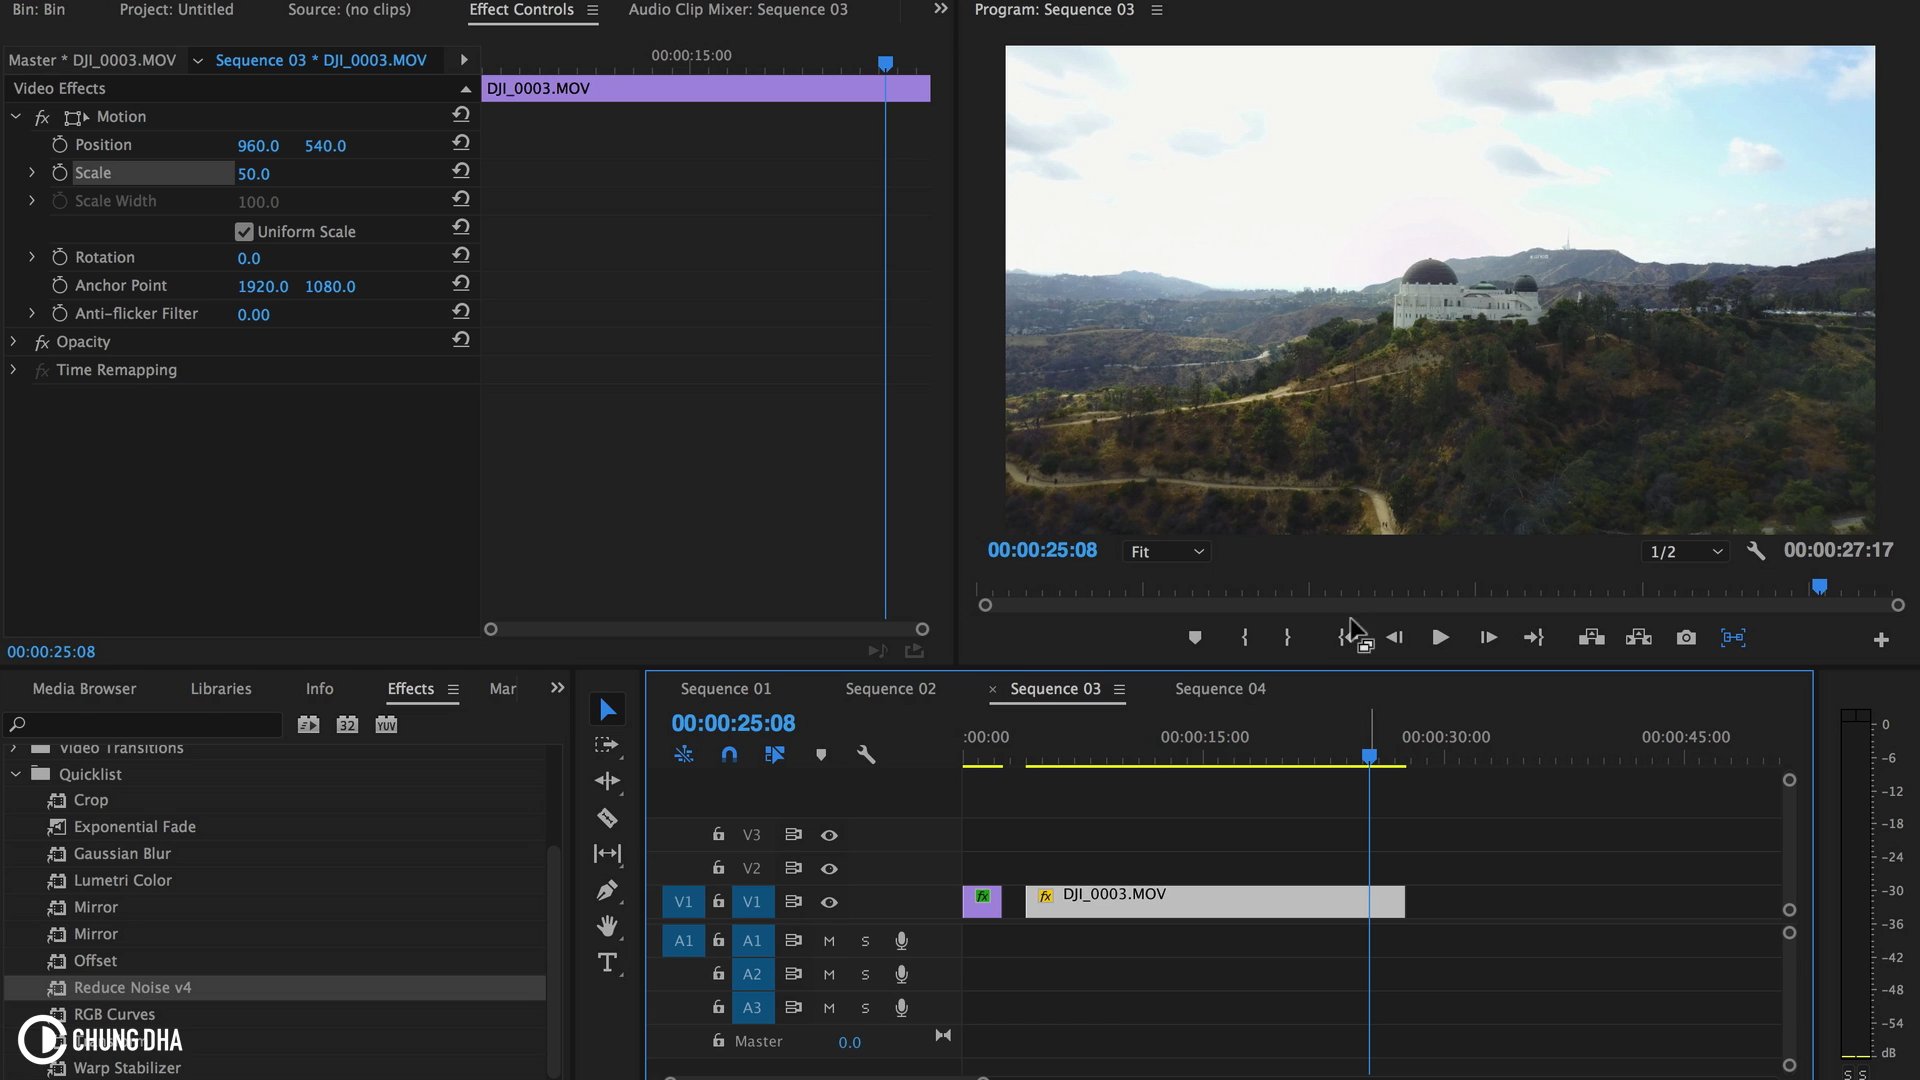 Bin: Bin
Project: Untitled
Source: (no clips)
Effect Controls
Audio Clip Mixer: Sequence 03
Program: Sequence 03
Master * DJI_0003.MOV
Sequence 03 * DJI_0003.MOV
00:00:15:00
Video Effects
DJI_0003.MOV
fx Motion
Position 960.0 540.0
Scale 50.0
Scale Width 100.0
Uniform Scale
Rotation 0.0
Anchor Point 1920.0 1080.0
Anti-flicker Filter 0.00
fx Opacity
fx Time Remapping
00:00:25:08
Fit
1/2
00:00:27:17
00:00:25:08
Media Browser
Libraries
Info
Effects
Mar
32
YUV
Video Transitions
Quicklist
Crop
Exponential Fade
Gaussian Blur
Lumetri Color
Mirror
Mirror
Offset
Reduce Noise v4
RGB Curves
CHUNG DHA
Warp Stabilizer
Sequence 01
Sequence 02
× Sequence 03
Sequence 04
00:00:25:08
:00:00
00:00:15:00
00:00:30:00
00:00:45:00
V3
V2
V1 V1
fx
fx DJI_0003.MOV
A1 A1 M S
A2 M S
A3 M S
Master 0.0
0
-6
-12
-18
-24
-30
-36
-42
-48
-54
dB
S S